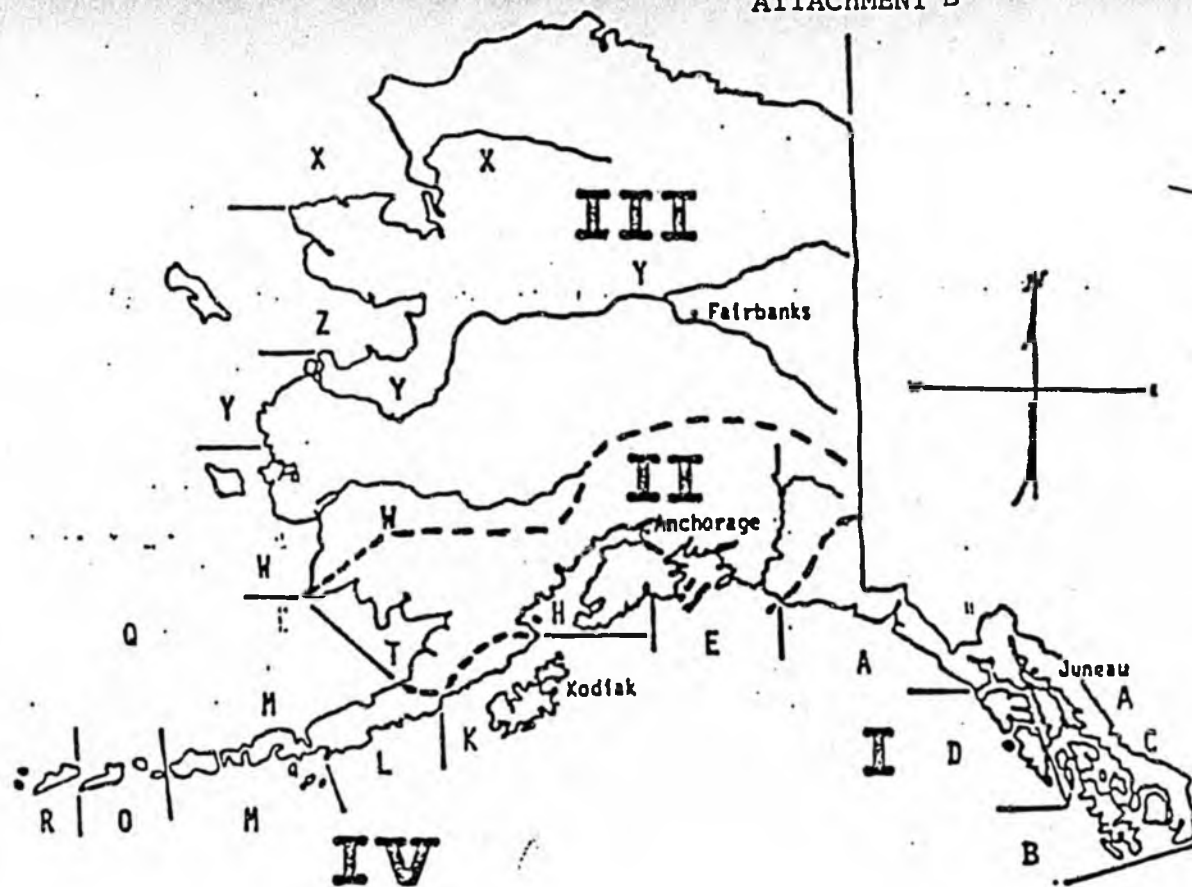 ATTACHMENT B
X
X
III
Y
Fairbanks
Z
Y
Y
II
Anchorage
W
W
Q
H
T
E
A
Kodiak
Juneau
A
M
K
I
D
C
L
R
O
M
B
IV